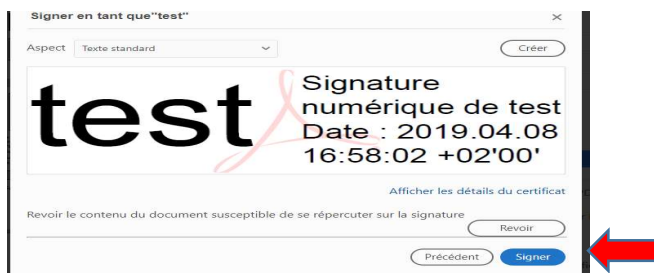 Signer en tant que"test"
Aspect Texte standard Créer
test
Signature
numérique de test
Date : 2019.04.08
16:58:02 +02'00'
Afficher les détails du certificat
Revoir le contenu du document susceptible de se répercuter sur la signature
Revoir
Précédent Signer